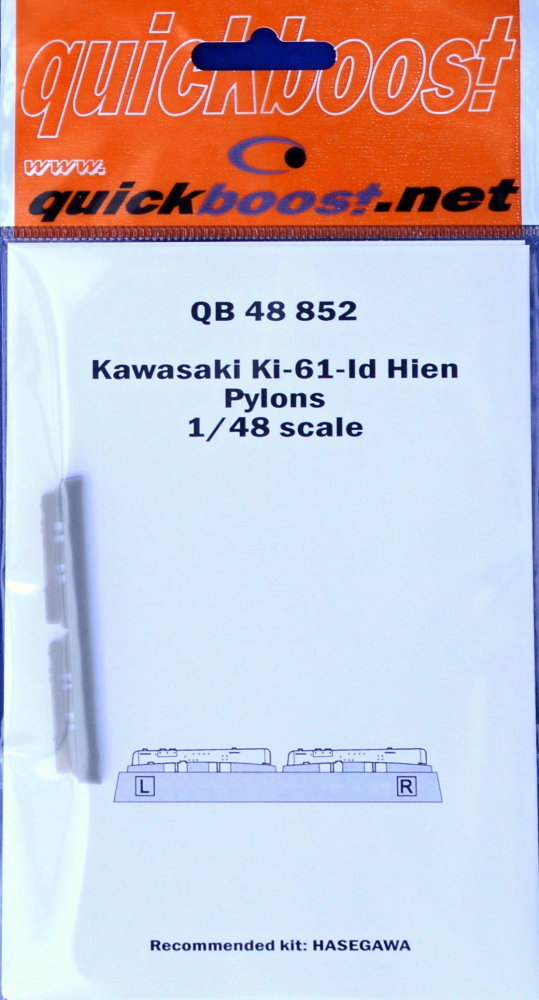 quickboost
www.
quickboost.net
QB 48 852
Kawasaki Ki-61-Id Hien
Pylons
1/48 scale
L
R
Recommended kit: HASEGAWA